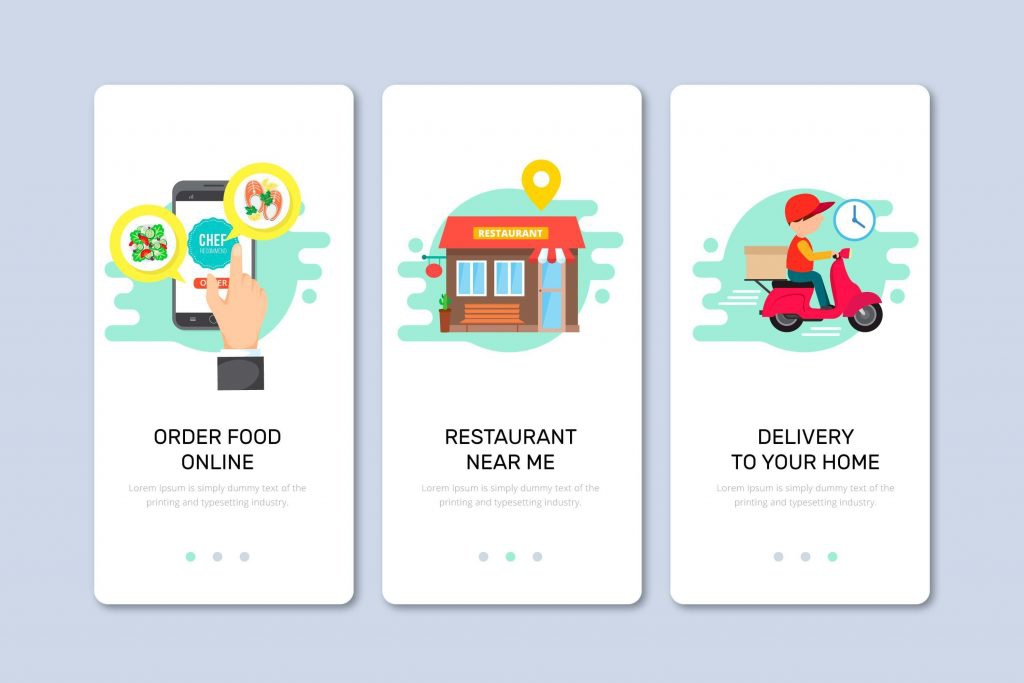 CHEF
RECOMMEND
ORDER
ORDER FOOD
ONLINE
Lorem Ipsum is simply dummy text of the
printing and typesetting industry.
RESTAURANT
RESTAURANT
NEAR ME
Lorem Ipsum is simply dummy text of the
printing and typesetting industry.
DELIVERY
TO YOUR HOME
Lorem Ipsum is simply dummy text of the
printing and typesetting industry.